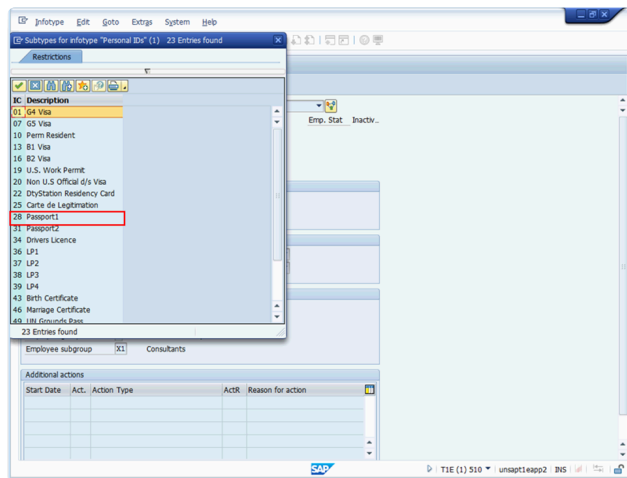 Infotype Edit Goto Extras System Help
Subtypes for infotype "Personal IDs" (1) 23 Entries found
Restrictions
IC Description
01 G4 Visa
07 G5 Visa
10 Perm Resident
13 B1 Visa
16 B2 Visa
19 U.S. Work Permit
20 Non U.S Official d/s Visa
22 DtyStation Residency Card
25 Carte de Legitimation
28 Passport1
31 Passport2
34 Drivers Licence
36 LP1
37 LP2
38 LP3
39 LP4
43 Birth Certificate
46 Marriage Certificate
49 UN Grounds Pass
23 Entries found
Emp. Stat Inactiv..
Employee subgroup X1 Consultants
Additional actions
Start Date Act. Action Type ActR Reason for action
SAP
T1E (1) 510 unsapt1eapp2 INS